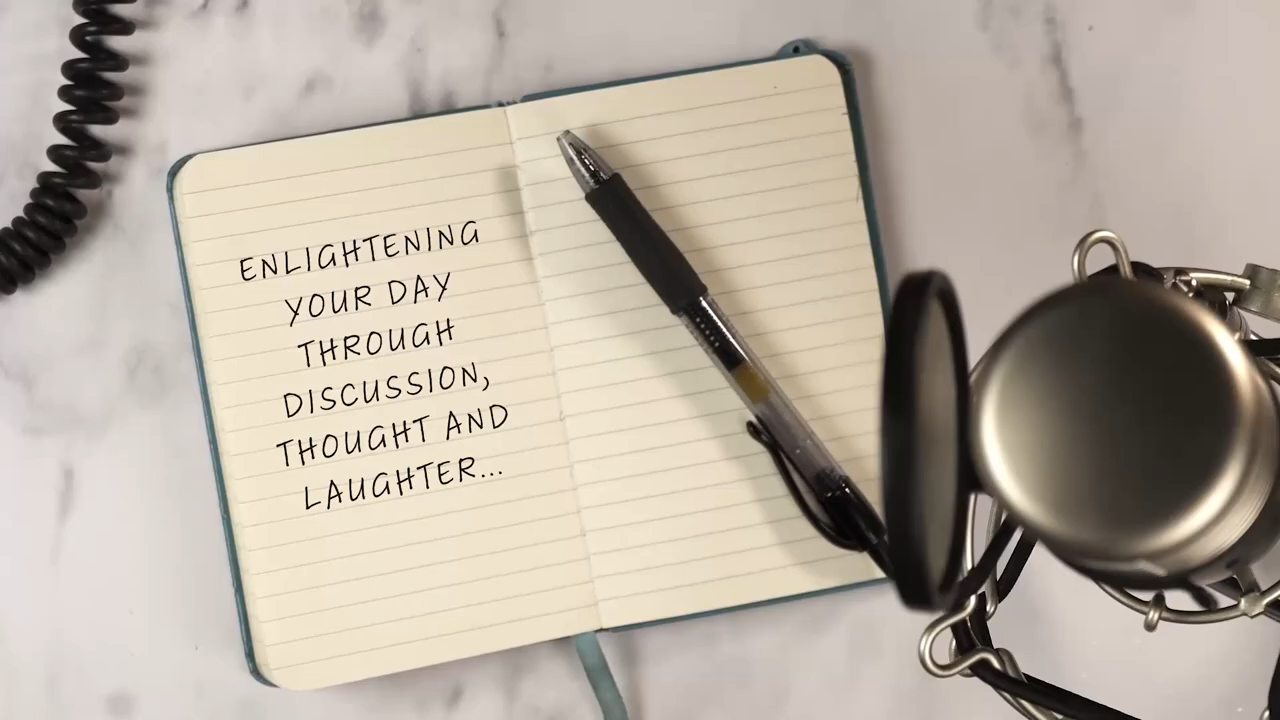 ENLIGHTENING
YOUR DAY
THROUGH
DISCUSSION,
THOUGHT AND
LAUGHTER...